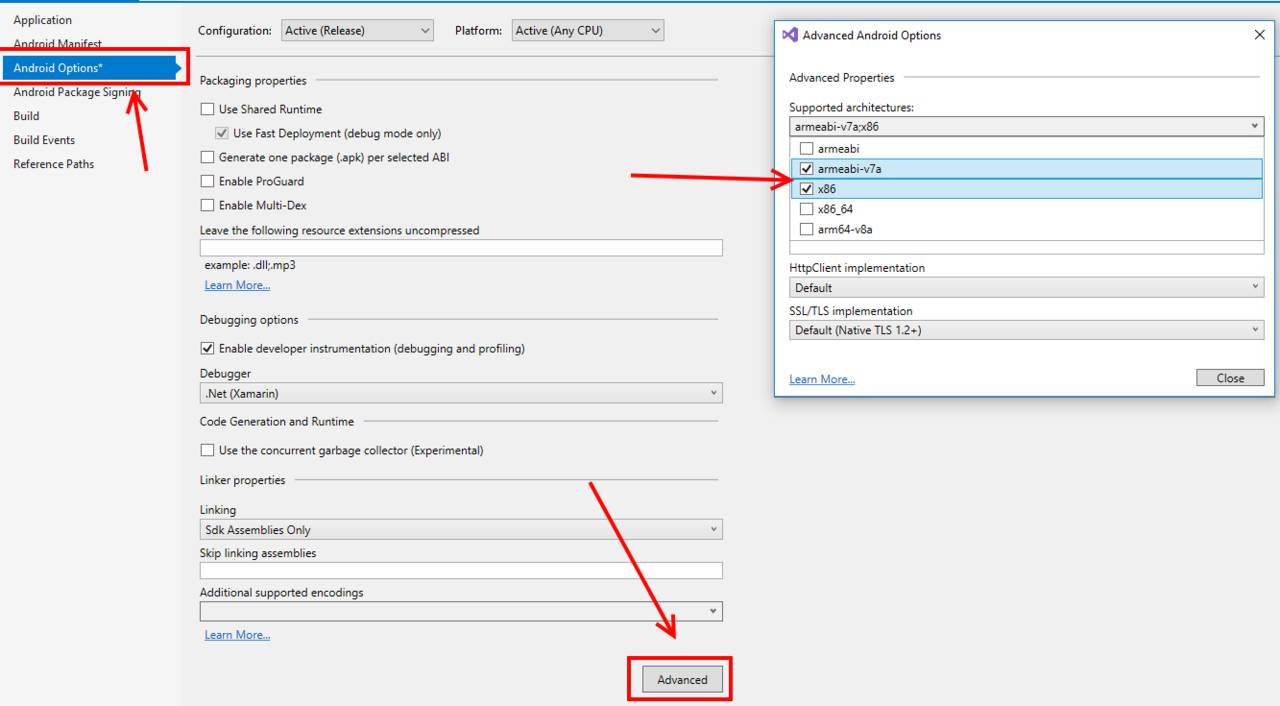 Application
Android Manifest
Android Options*
Android Package Signing
Build
Build Events
Reference Paths
Configuration: Active (Release) Platform: Active (Any CPU)
Packaging properties
Use Shared Runtime
Use Fast Deployment (debug mode only)
Generate one package (.apk) per selected ABI
Enable ProGuard
Enable Multi-Dex
Leave the following resource extensions uncompressed
example: .dll;.mp3
Learn More...
Debugging options
Enable developer instrumentation (debugging and profiling)
Debugger
.Net (Xamarin)
Code Generation and Runtime
Use the concurrent garbage collector (Experimental)
Linker properties
Linking
Sdk Assemblies Only
Skip linking assemblies
Additional supported encodings
Learn More...
Advanced
Advanced Android Options
Advanced Properties
Supported architectures:
armeabi-v7a;x86
armeabi
armeabi-v7a
x86
x86_64
arm64-v8a
HttpClient implementation
Default
SSL/TLS implementation
Default (Native TLS 1.2+)
Learn More...
Close